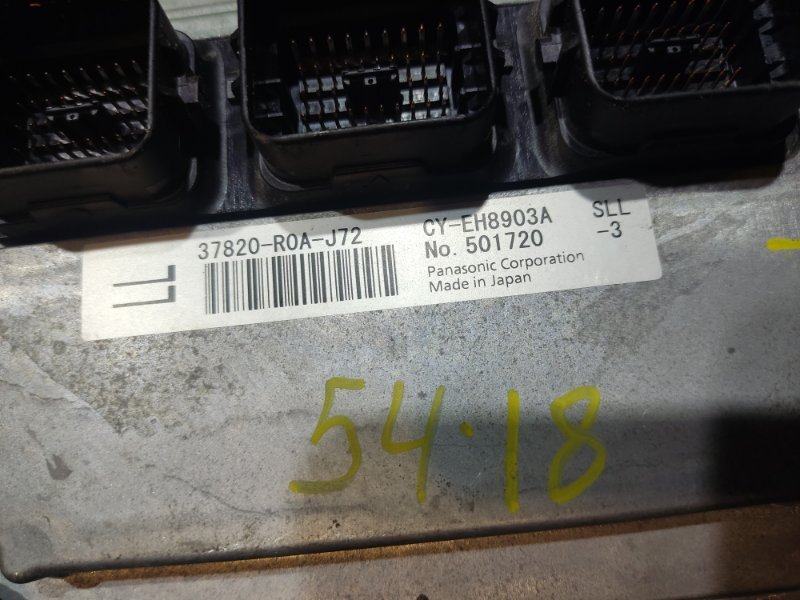 37820-R0A-J72
CY-EH8903A
SLL
No. 501720
-3
Panasonic Corporation
Made in Japan
54·18